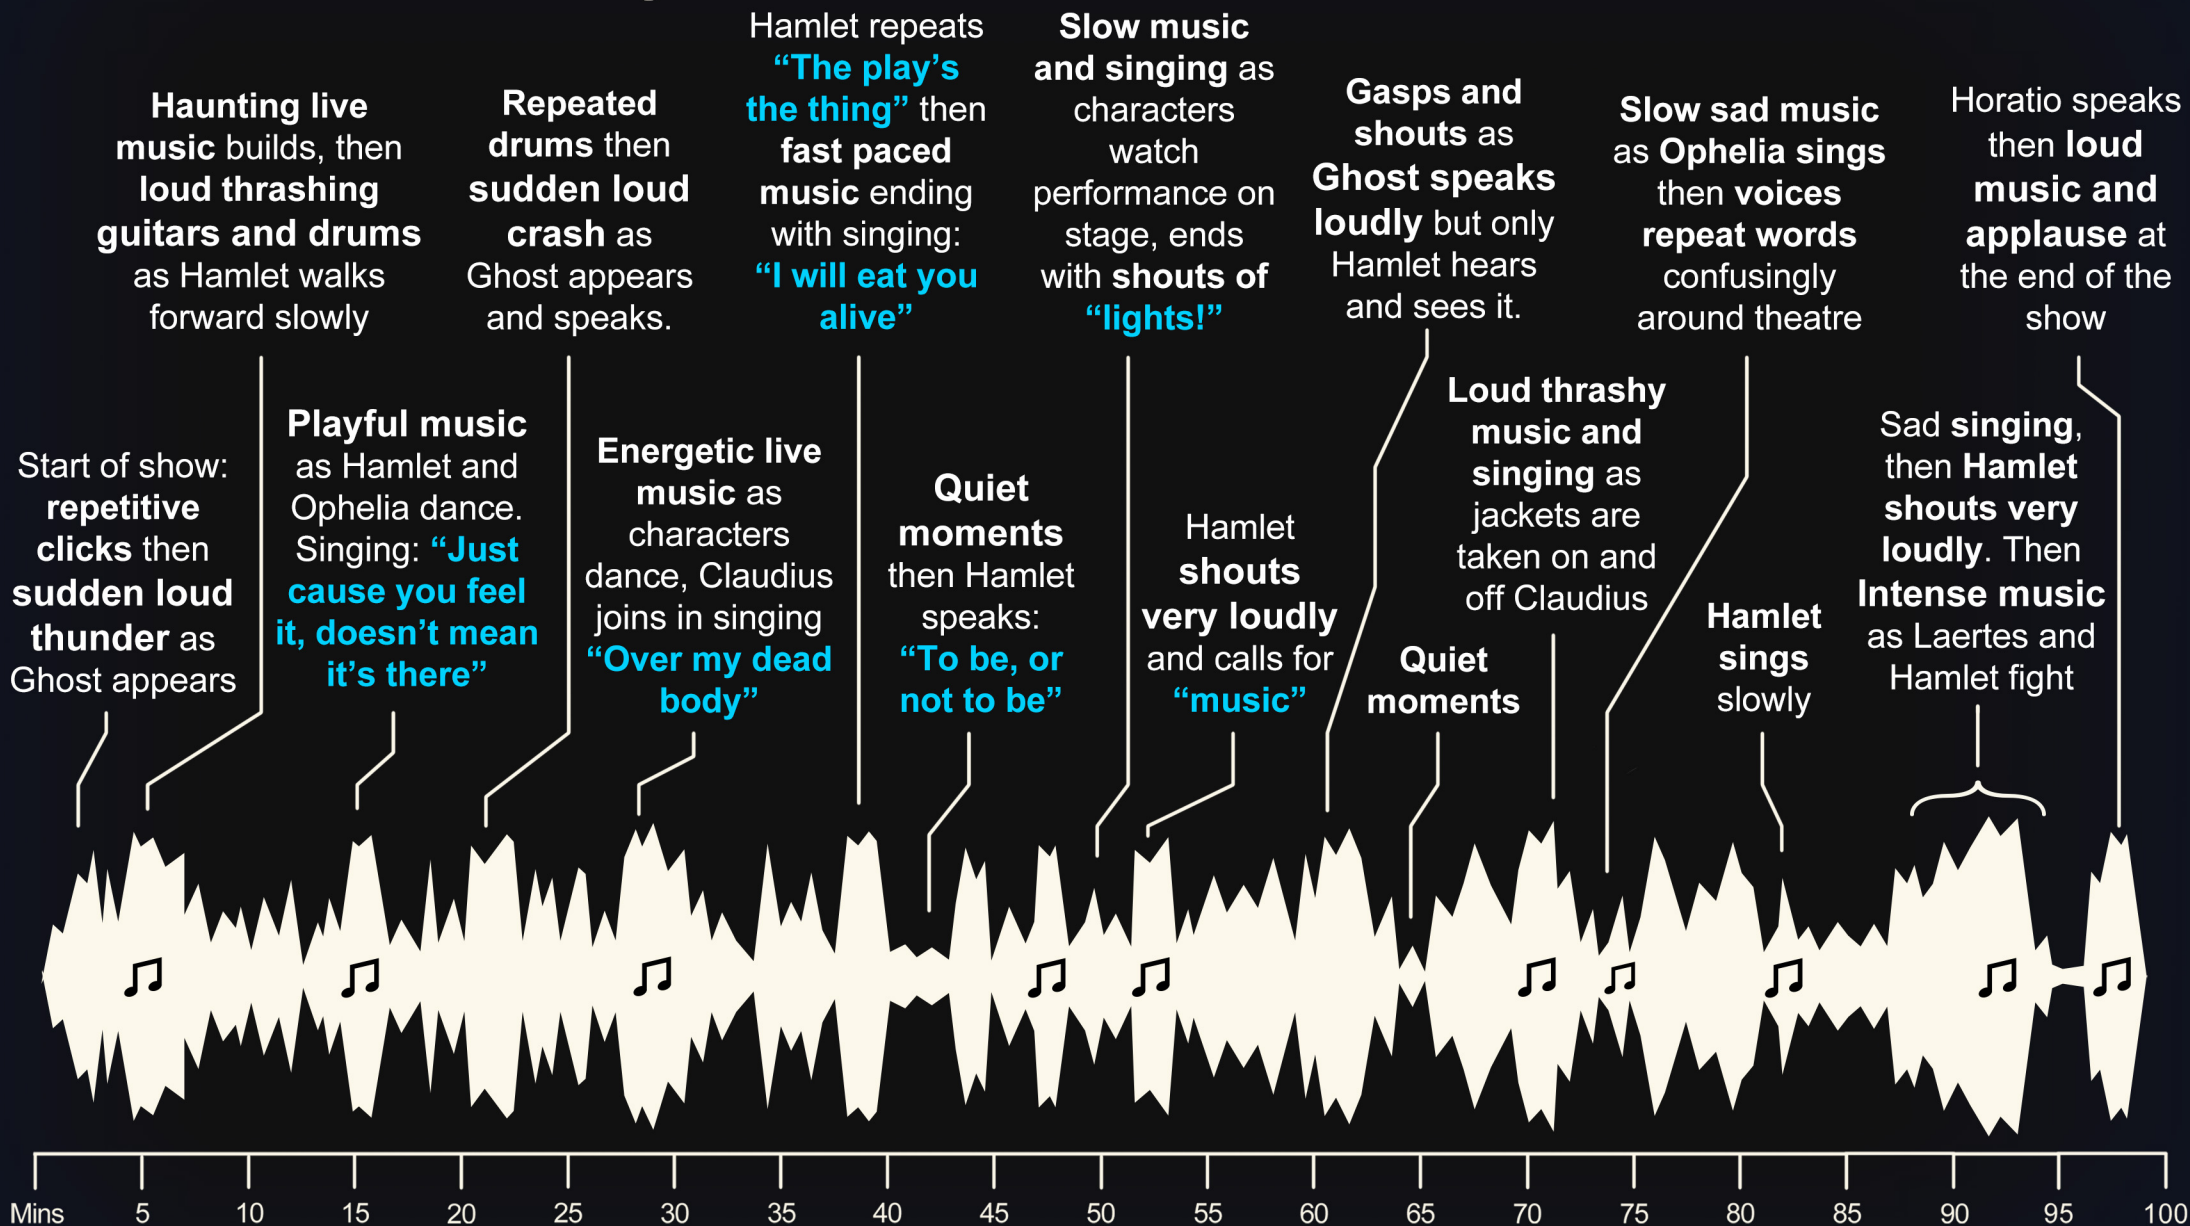 Start of show:
repetitive
clicks then
sudden loud
thunder as
Ghost appears
Haunting live
music builds, then
loud thrashing
guitars and drums
as Hamlet walks
forward slowly
Playful music
as Hamlet and
Ophelia dance.
Singing: “Just
cause you feel
it, doesn’t mean
it’s there”
Repeated
drums then
sudden loud
crash as
Ghost appears
and speaks.
Energetic live
music as
characters
dance, Claudius
joins in singing
“Over my dead
body”
Hamlet repeats
“The play’s
the thing” then
fast paced
music ending
with singing:
“I will eat you
alive”
Quiet
moments
then Hamlet
speaks:
“To be, or
not to be”
Slow music
and singing as
characters
watch
performance on
stage, ends
with shouts of
“lights!”
Hamlet
shouts
very loudly
and calls for
“music”
Gasps and
shouts as
Ghost speaks
loudly but only
Hamlet hears
and sees it.
Quiet
moments
Loud thrashy
music and
singing as
jackets are
taken on and
off Claudius
Slow sad music
as Ophelia sings
then voices
repeat words
confusingly
around theatre
Hamlet
sings
slowly
Sad singing,
then Hamlet
shouts very
loudly. Then
Intense music
as Laertes and
Hamlet fight
Horatio speaks
then loud
music and
applause at
the end of the
show
Mins 5 10 15 20 25 30 35 40 45 50 55 60 65 70 75 80 85 90 95 100